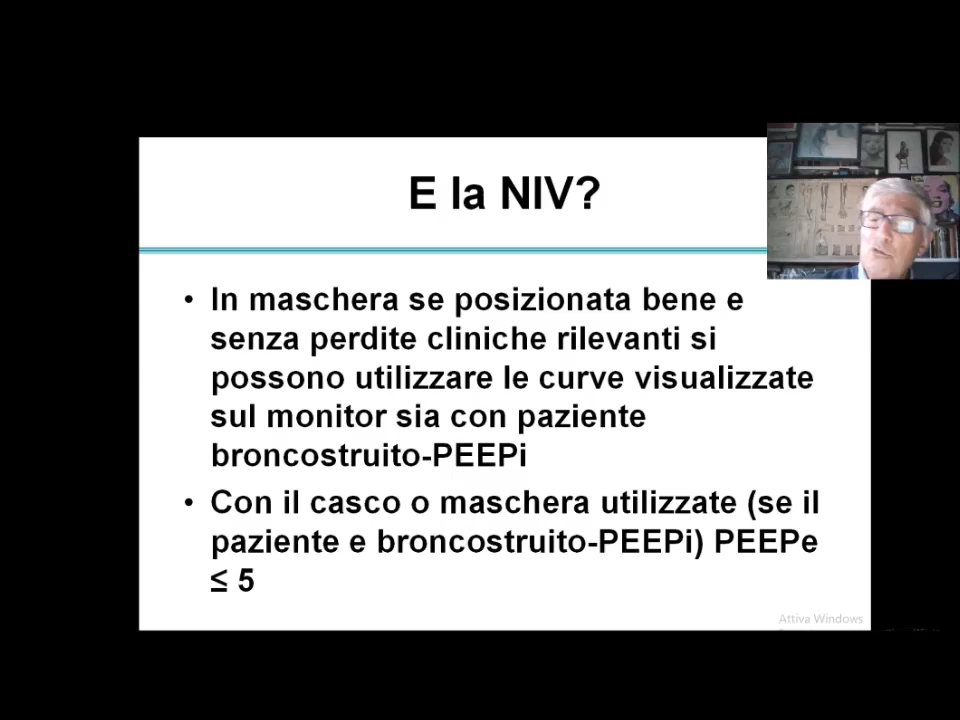 E la NIV?
• In maschera se posizionata bene e
senza perdite cliniche rilevanti si
possono utilizzare le curve visualizzate
sul monitor sia con paziente
broncostruito-PEEPi
• Con il casco o maschera utilizzate (se il
paziente e broncostruito-PEEPi) PEEPe
≤ 5
Attiva Windows